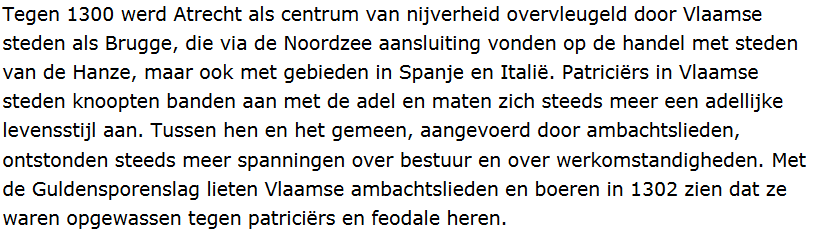 Tegen 1300 werd Atrecht als centrum van nijverheid overvleugeld door Vlaamse
steden als Brugge, die via de Noordzee aansluiting vonden op de handel met steden
van de Hanze, maar ook met gebieden in Spanje en Italië. Patriciërs in Vlaamse
steden knoopten banden aan met de adel en maten zich steeds meer een adellijke
levensstijl aan. Tussen hen en het gemeen, aangevoerd door ambachtslieden,
ontstonden steeds meer spanningen over bestuur en over werkomstandigheden. Met
de Guldensporenslag lieten Vlaamse ambachtslieden en boeren in 1302 zien dat ze
waren opgewassen tegen patriciërs en feodale heren.